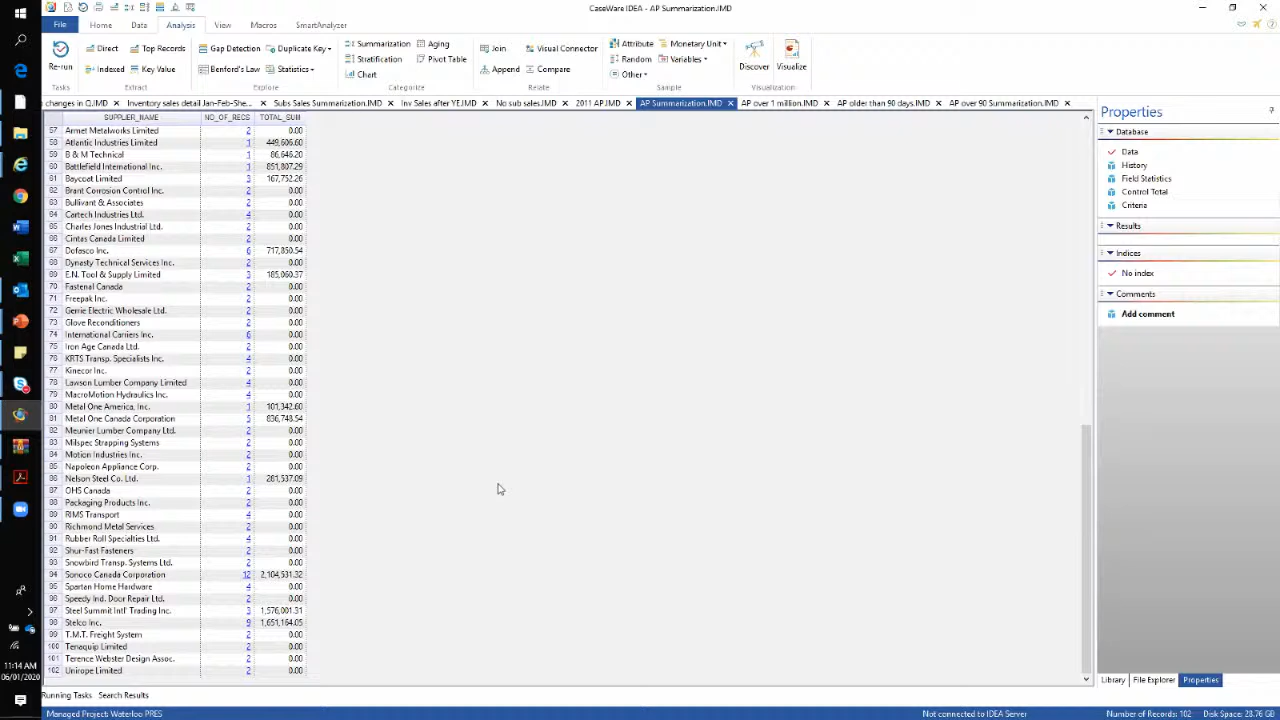 CaseWare IDEA - AP Summarization.IMD
File Home Data Analysis View Macros SmartAnalyzer
Re-run Direct Top Records Gap Detection Duplicate Key Summarization Aging Join Visual Connector Attribute Monetary Unit Discover Visualize
Indexed Key Value Benford's Law Statistics Stratification Pivot Table Append Compare Random Variables
Chart Other
Tasks Extract Explore Categorize Relate Sample Visualization
changes in Q.IMD Inventory sales detail Jan-Feb-She... Subs Sales Summarization.IMD Inv Sales after YE.IMD No sub sales.IMD 2011 AP.IMD AP Summarization.IMD AP over 1 million.IMD AP older than 90 days.IMD AP over 90 Summarization.IMD
SUPPLIER_NAME NO_OF_RECS TOTAL_SUM
57 Armet Metalworks Limited 2 0.00
58 Atlantic Industries Limited 1 449,606.60
59 B & M Technical 1 86,646.20
60 Battlefield International Inc. 1 851,807.29
61 Baycoat Limited 3 167,752.26
62 Brant Corrosion Control Inc. 2 0.00
63 Bullivant & Associates 2 0.00
64 Cartech Industries Ltd. 4 0.00
65 Charles Jones Industrial Ltd. 2 0.00
66 Cintas Canada Limited 2 0.00
67 Dofasco Inc. 6 717,850.54
68 Dynasty Technical Services Inc. 2 0.00
69 E.N. Tool & Supply Limited 3 185,060.37
70 Fastenal Canada 2 0.00
71 Freepak Inc. 2 0.00
72 Gerrie Electric Wholesale Ltd. 2 0.00
73 Glove Reconditioners 2 0.00
74 International Carriers Inc. 6 0.00
75 Iron Age Canada Ltd. 2 0.00
76 KRTS Transp. Specialists Inc. 4 0.00
77 Kinecor Inc. 2 0.00
78 Lawson Lumber Company Limited 4 0.00
79 MacroMotion Hydraulics Inc. 4 0.00
80 Metal One America, Inc. 1 101,342.60
81 Metal One Canada Corporation 5 836,748.54
82 Meunier Lumber Company Ltd. 2 0.00
83 Milspec Strapping Systems 2 0.00
84 Motion Industries Inc. 2 0.00
85 Napoleon Appliance Corp. 2 0.00
86 Nelson Steel Co. Ltd. 1 281,537.09
87 OHS Canada 2 0.00
88 Packaging Products Inc. 2 0.00
89 RIMS Transport 4 0.00
90 Richmond Metal Services 2 0.00
91 Rubber Roll Specialties Ltd. 4 0.00
92 Shur-Fast Fasteners 2 0.00
93 Snowbird Transp. Systems Ltd. 2 0.00
94 Sonoco Canada Corporation 12 2,104,531.32
95 Spartan Home Hardware 4 0.00
96 Speedy Ind. Door Repair Ltd. 2 0.00
97 Steel Summit Intl' Trading Inc. 3 1,576,001.31
98 Stelco Inc. 9 1,651,164.05
99 T.M.T. Freight System 2 0.00
100 Tenaquip Limited 2 0.00
101 Terence Webster Design Assoc. 2 0.00
102 Unirope Limited 2 0.00
Properties
Database
Data
History
Field Statistics
Control Total
Criteria
Results
Indices
No index
Comments
Add comment
Library File Explorer Properties
Running Tasks Search Results
Managed Project: Waterloo PRES Not connected to IDEA Server Number of Records: 102 Disk Space: 28.76 GB
11:14 AM
06/01/2020